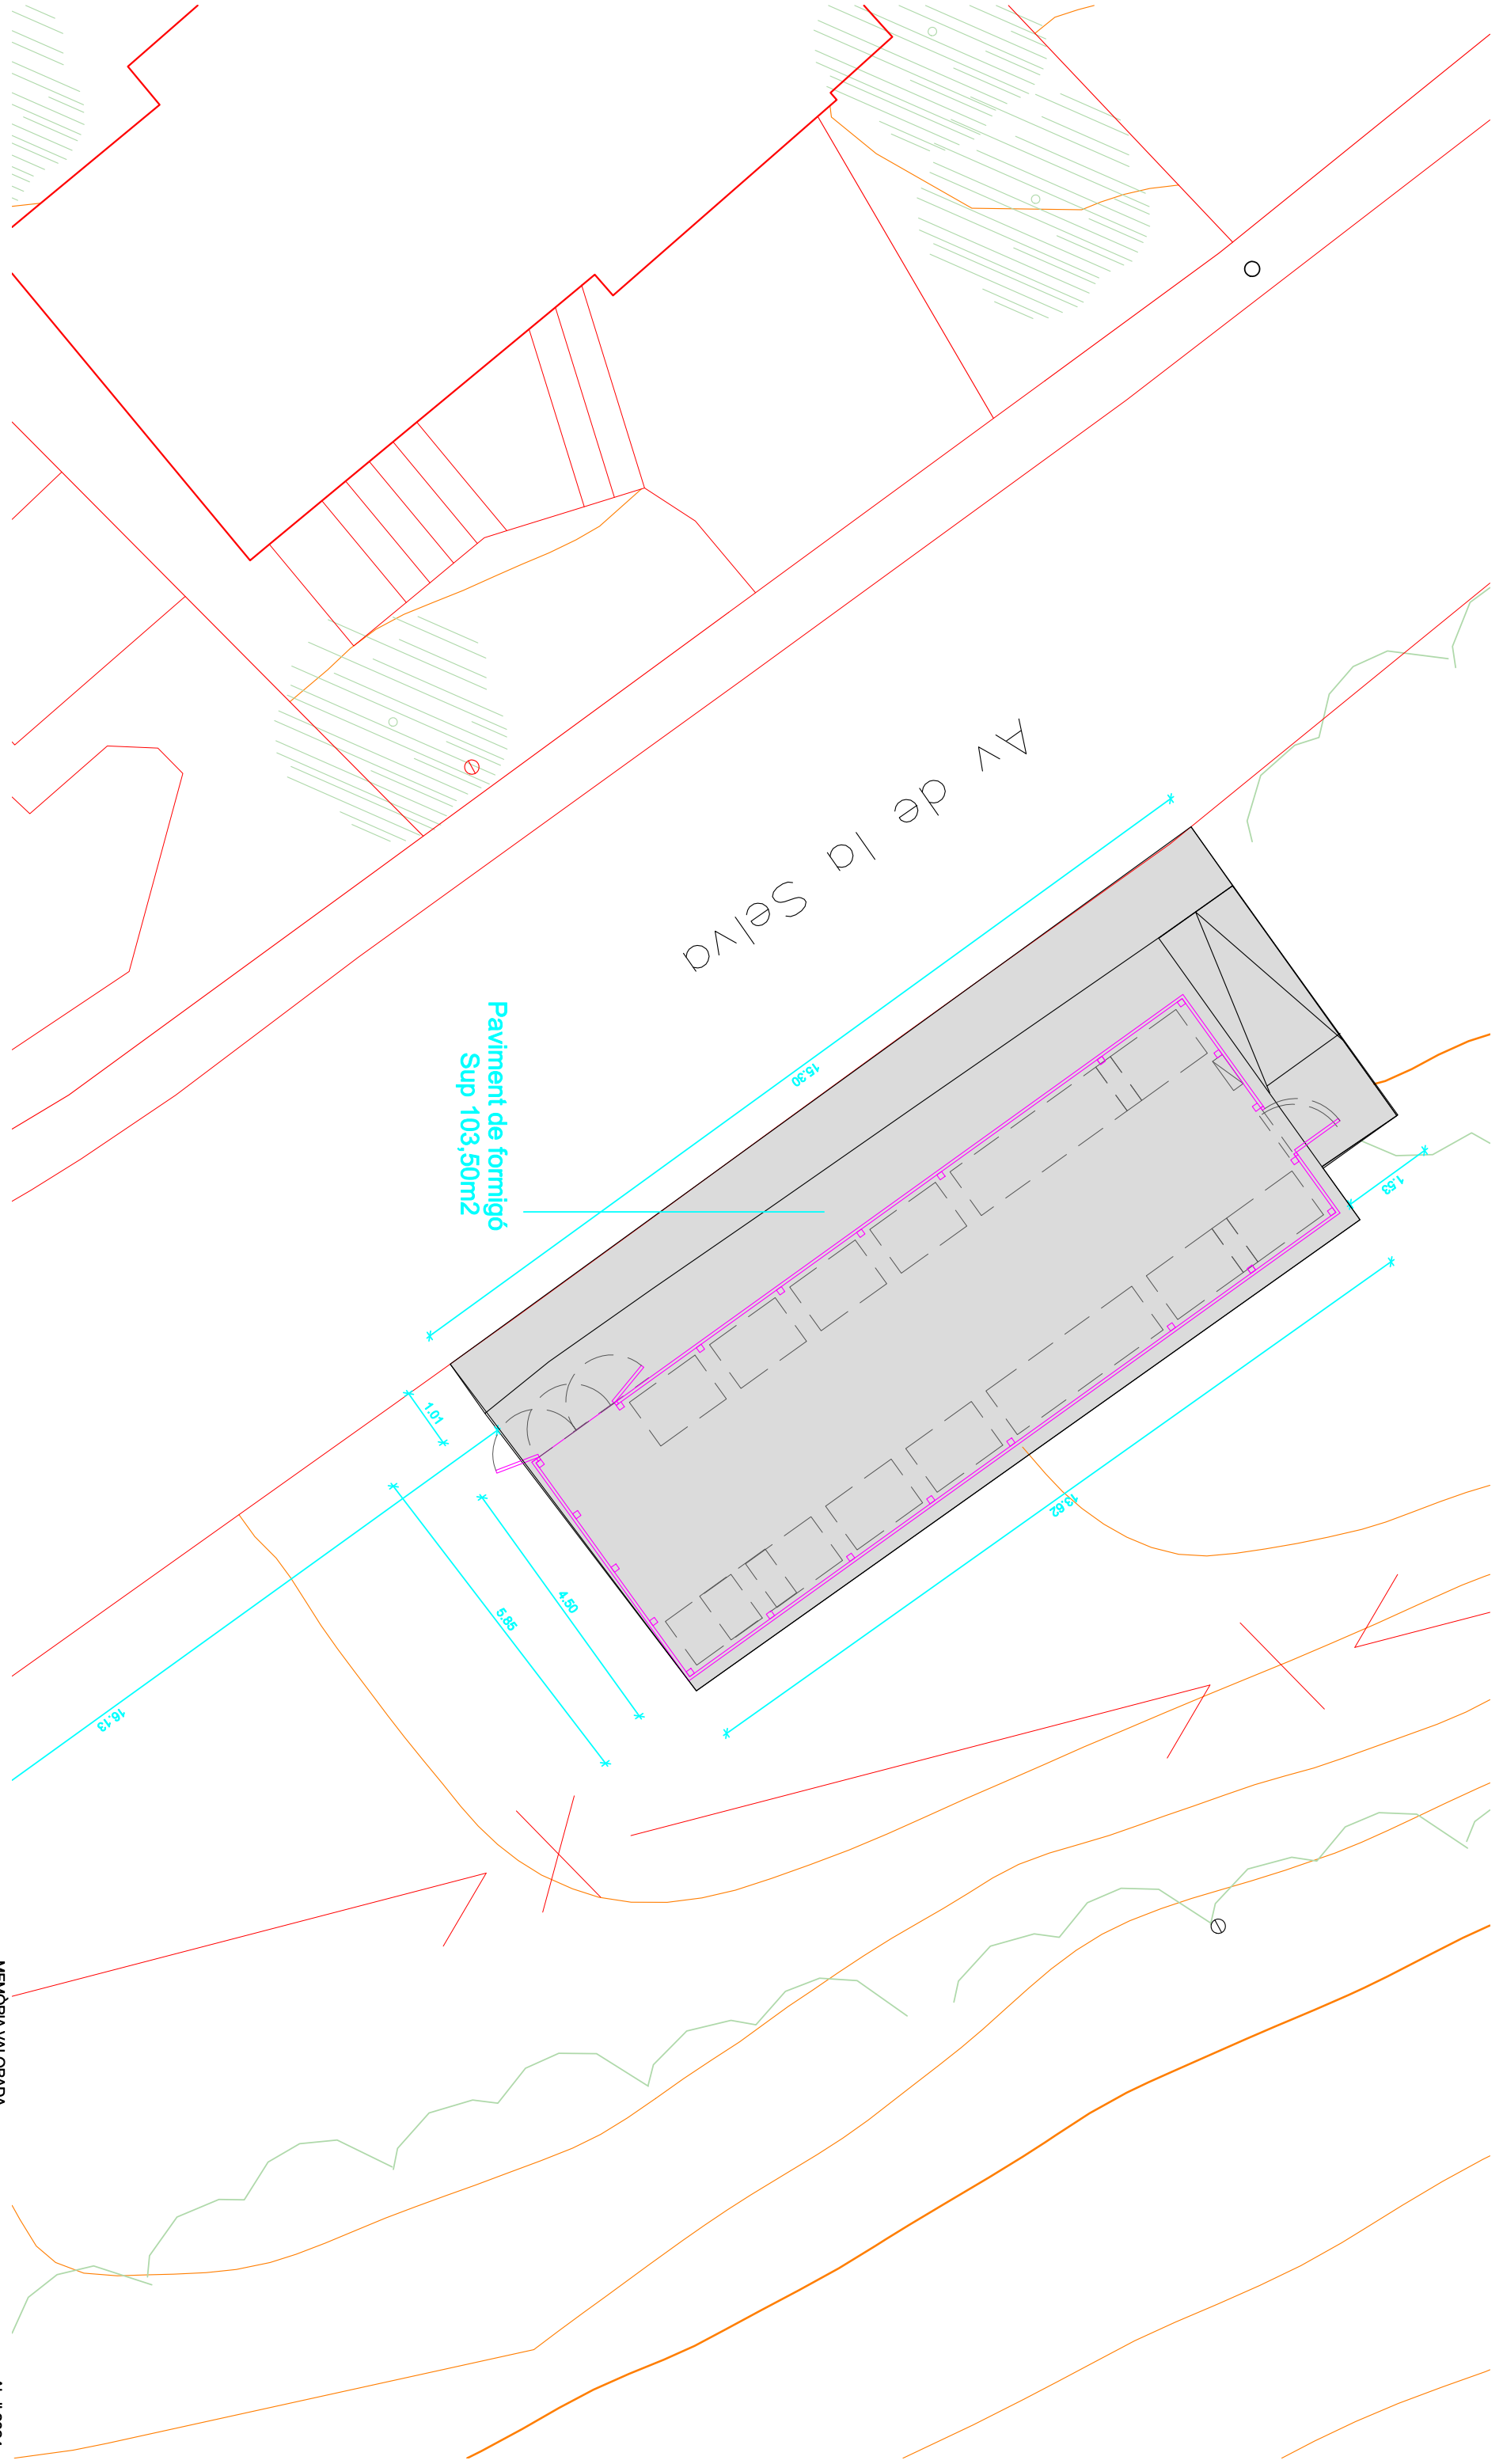 Av de la Selva
Paviment de formigó
Sup 103,50m2
15.30
1.53
13.62
1.01
4.50
5.85
16.13